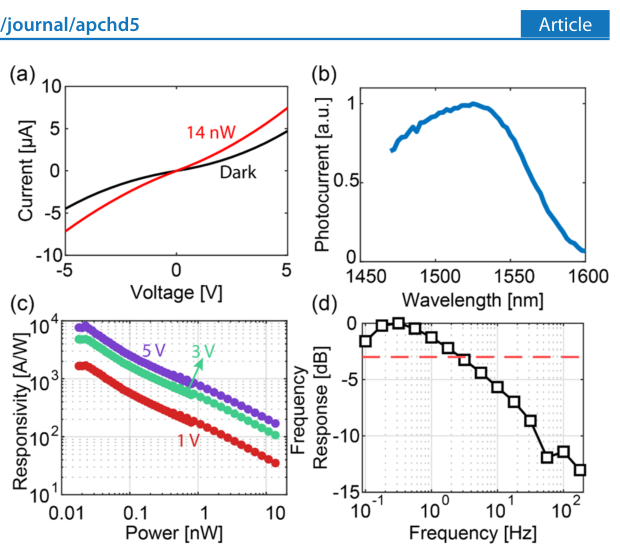 /journal/apchd5
Article
(a)
10
5
0
-5
-10
Current [µA]
14 nW
Dark
-5
0
5
Voltage [V]
(b)
1
0.5
0
Photocurrent [a.u.]
1450
1500
1550
1600
Wavelength [nm]
(c)
10⁴
10³
10²
10¹
Responsivity [A/W]
5 V
3 V
1 V
0.01
0.1
1
10
Power [nW]
(d)
0
-5
-10
-15
Frequency
Response [dB]
10⁻¹
10⁰
10¹
10²
Frequency [Hz]